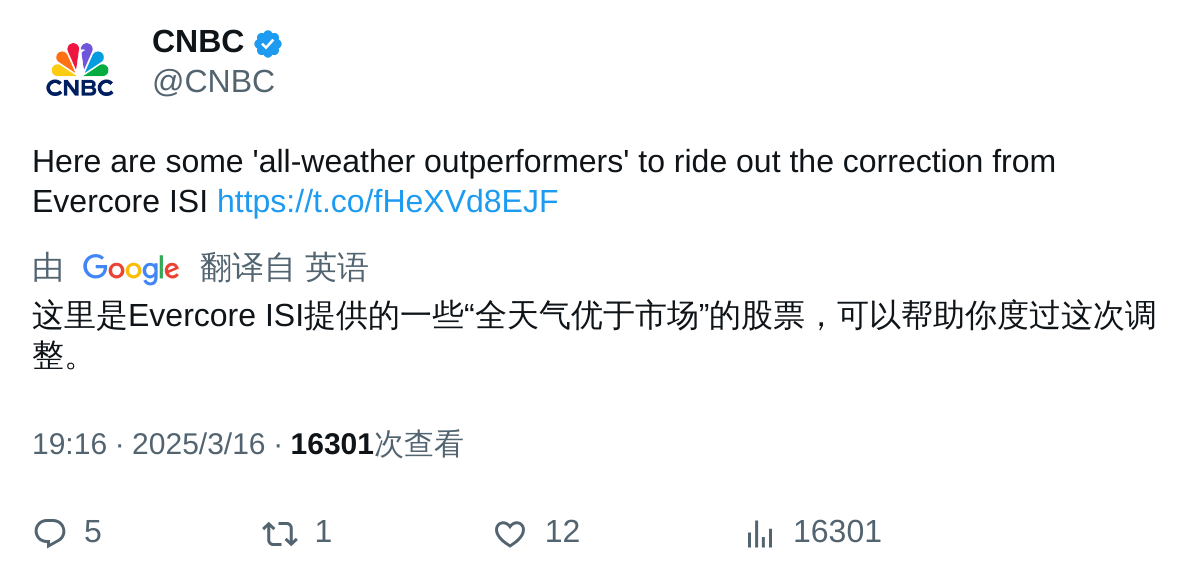 CNBC
CNBC
@CNBC
Here are some 'all-weather outperformers' to ride out the correction from
Evercore ISI https://t.co/fHeXVd8EJF
由 Google 翻译自 英语
这里是Evercore ISI提供的一些“全天气优于市场”的股票，可以帮助你度过这次调
整。
19:16 · 2025/3/16 · 16301次查看
5 1 12 16301